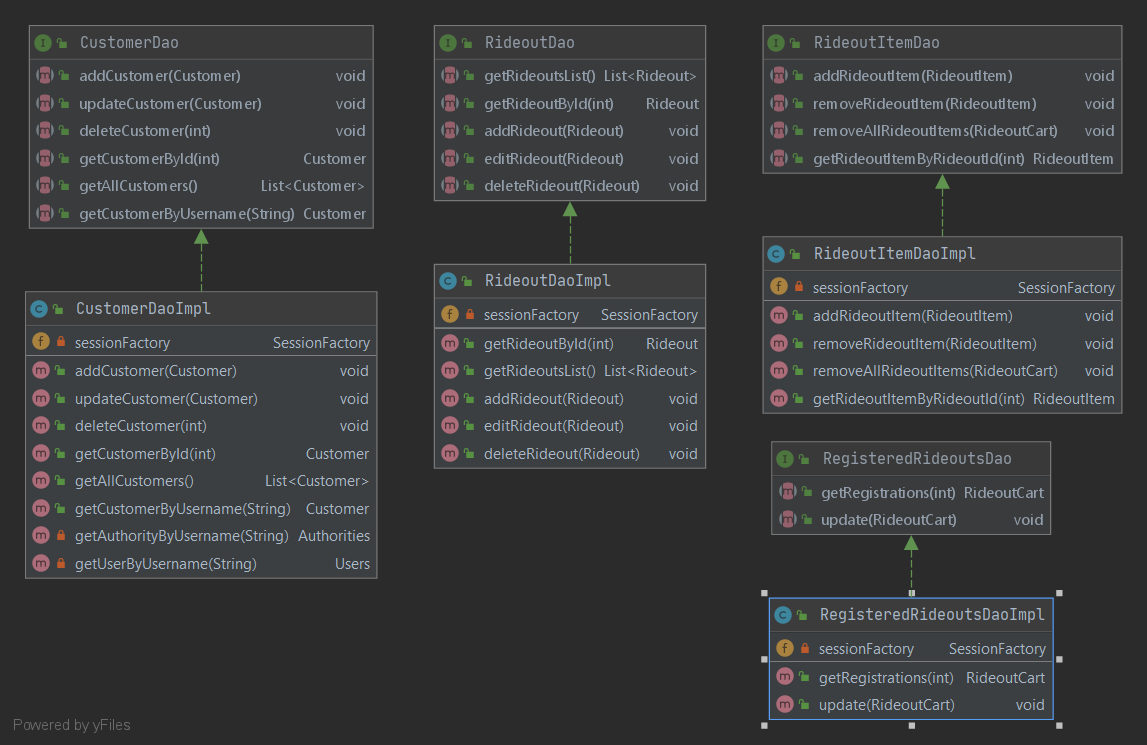 CustomerDao
addCustomer(Customer) void
updateCustomer(Customer) void
deleteCustomer(int) void
getCustomerById(int) Customer
getAllCustomers() List<Customer>
getCustomerByUsername(String) Customer
CustomerDaoImpl
sessionFactory SessionFactory
addCustomer(Customer) void
updateCustomer(Customer) void
deleteCustomer(int) void
getCustomerById(int) Customer
getAllCustomers() List<Customer>
getCustomerByUsername(String) Customer
getAuthorityByUsername(String) Authorities
getUserByUsername(String) Users
RideoutDao
getRideoutsList() List<Rideout>
getRideoutById(int) Rideout
addRideout(Rideout) void
editRideout(Rideout) void
deleteRideout(Rideout) void
RideoutDaoImpl
sessionFactory SessionFactory
getRideoutById(int) Rideout
getRideoutsList() List<Rideout>
addRideout(Rideout) void
editRideout(Rideout) void
deleteRideout(Rideout) void
RideoutItemDao
addRideoutItem(RideoutItem) void
removeRideoutItem(RideoutItem) void
removeAllRideoutItems(RideoutCart) void
getRideoutItemByRideoutId(int) RideoutItem
RideoutItemDaoImpl
sessionFactory SessionFactory
addRideoutItem(RideoutItem) void
removeRideoutItem(RideoutItem) void
removeAllRideoutItems(RideoutCart) void
getRideoutItemByRideoutId(int) RideoutItem
RegisteredRideoutsDao
getRegistrations(int) RideoutCart
update(RideoutCart) void
RegisteredRideoutsDaoImpl
sessionFactory SessionFactory
getRegistrations(int) RideoutCart
update(RideoutCart) void
Powered by yFiles